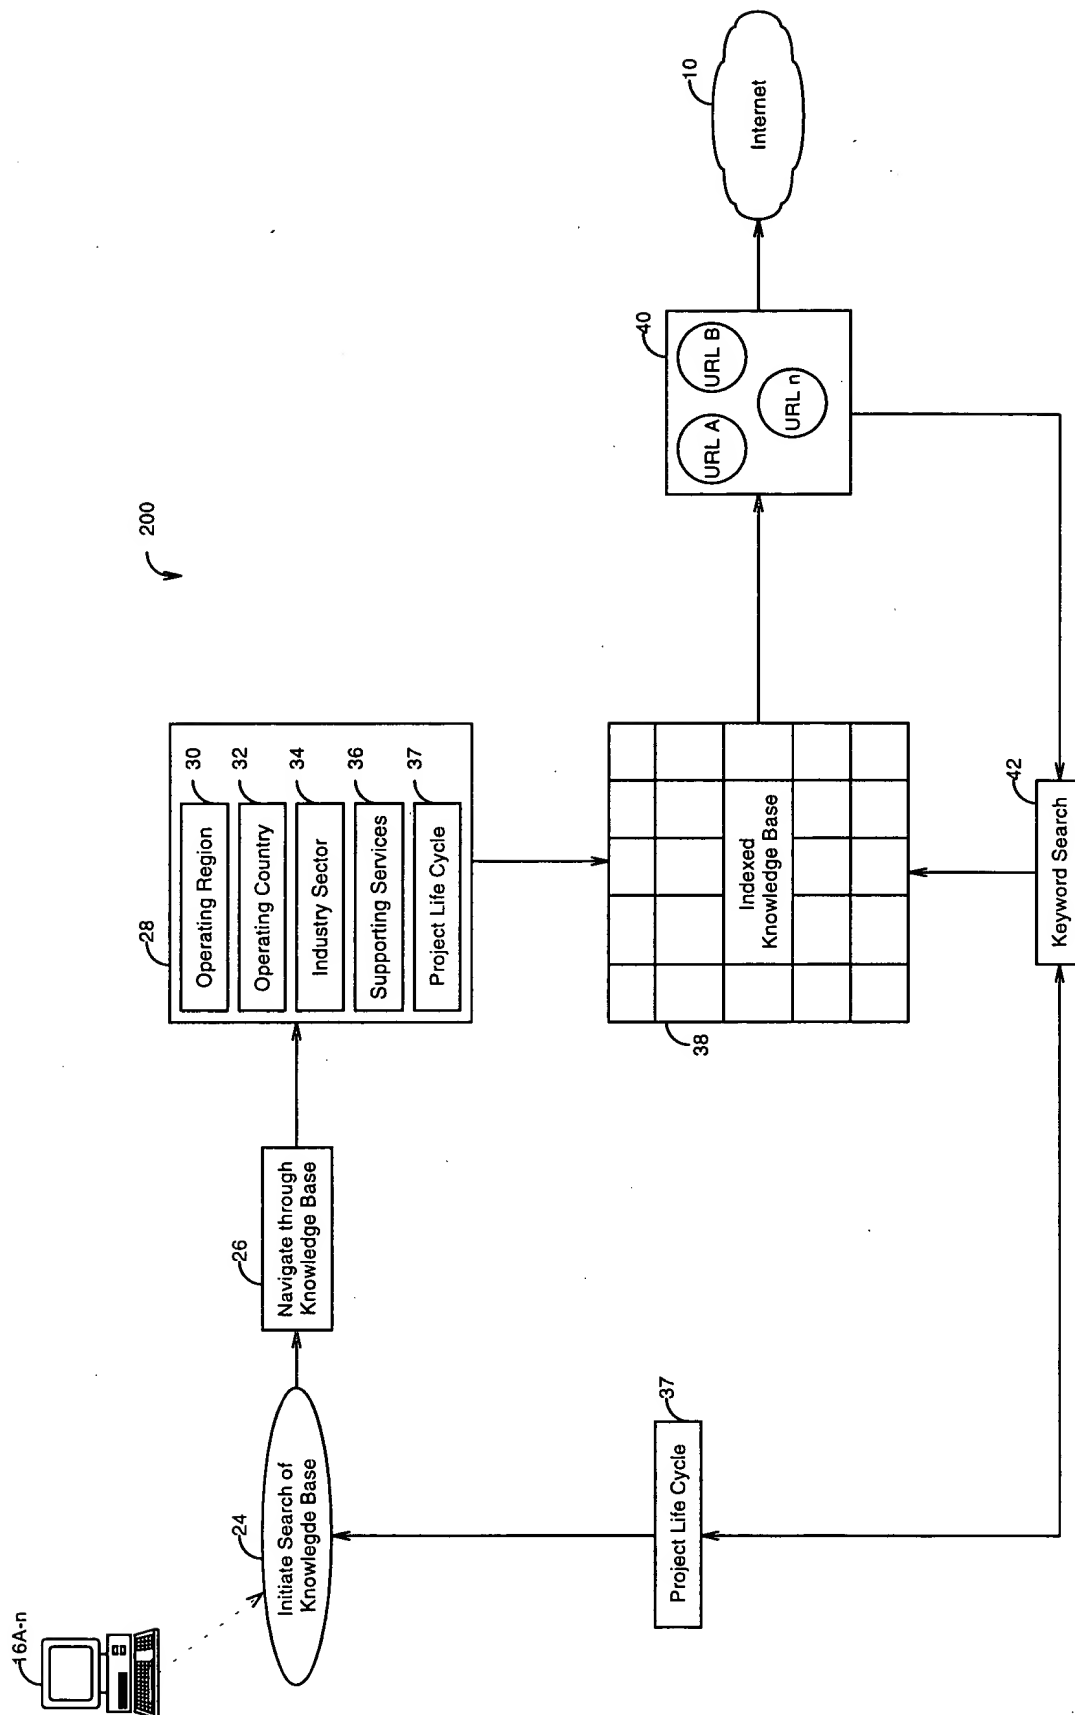 200
16A-n
24
Initiate Search of
Knowlegde Base
26
Navigate through
Knowledge Base
28
Operating Region
30
Operating Country
32
Industry Sector
34
Supporting Services
36
Project Life Cycle
37
38
Indexed
Knowledge Base
40
URL A
URL B
URL n
10
Internet
37
Project Life Cycle
42
Keyword Search